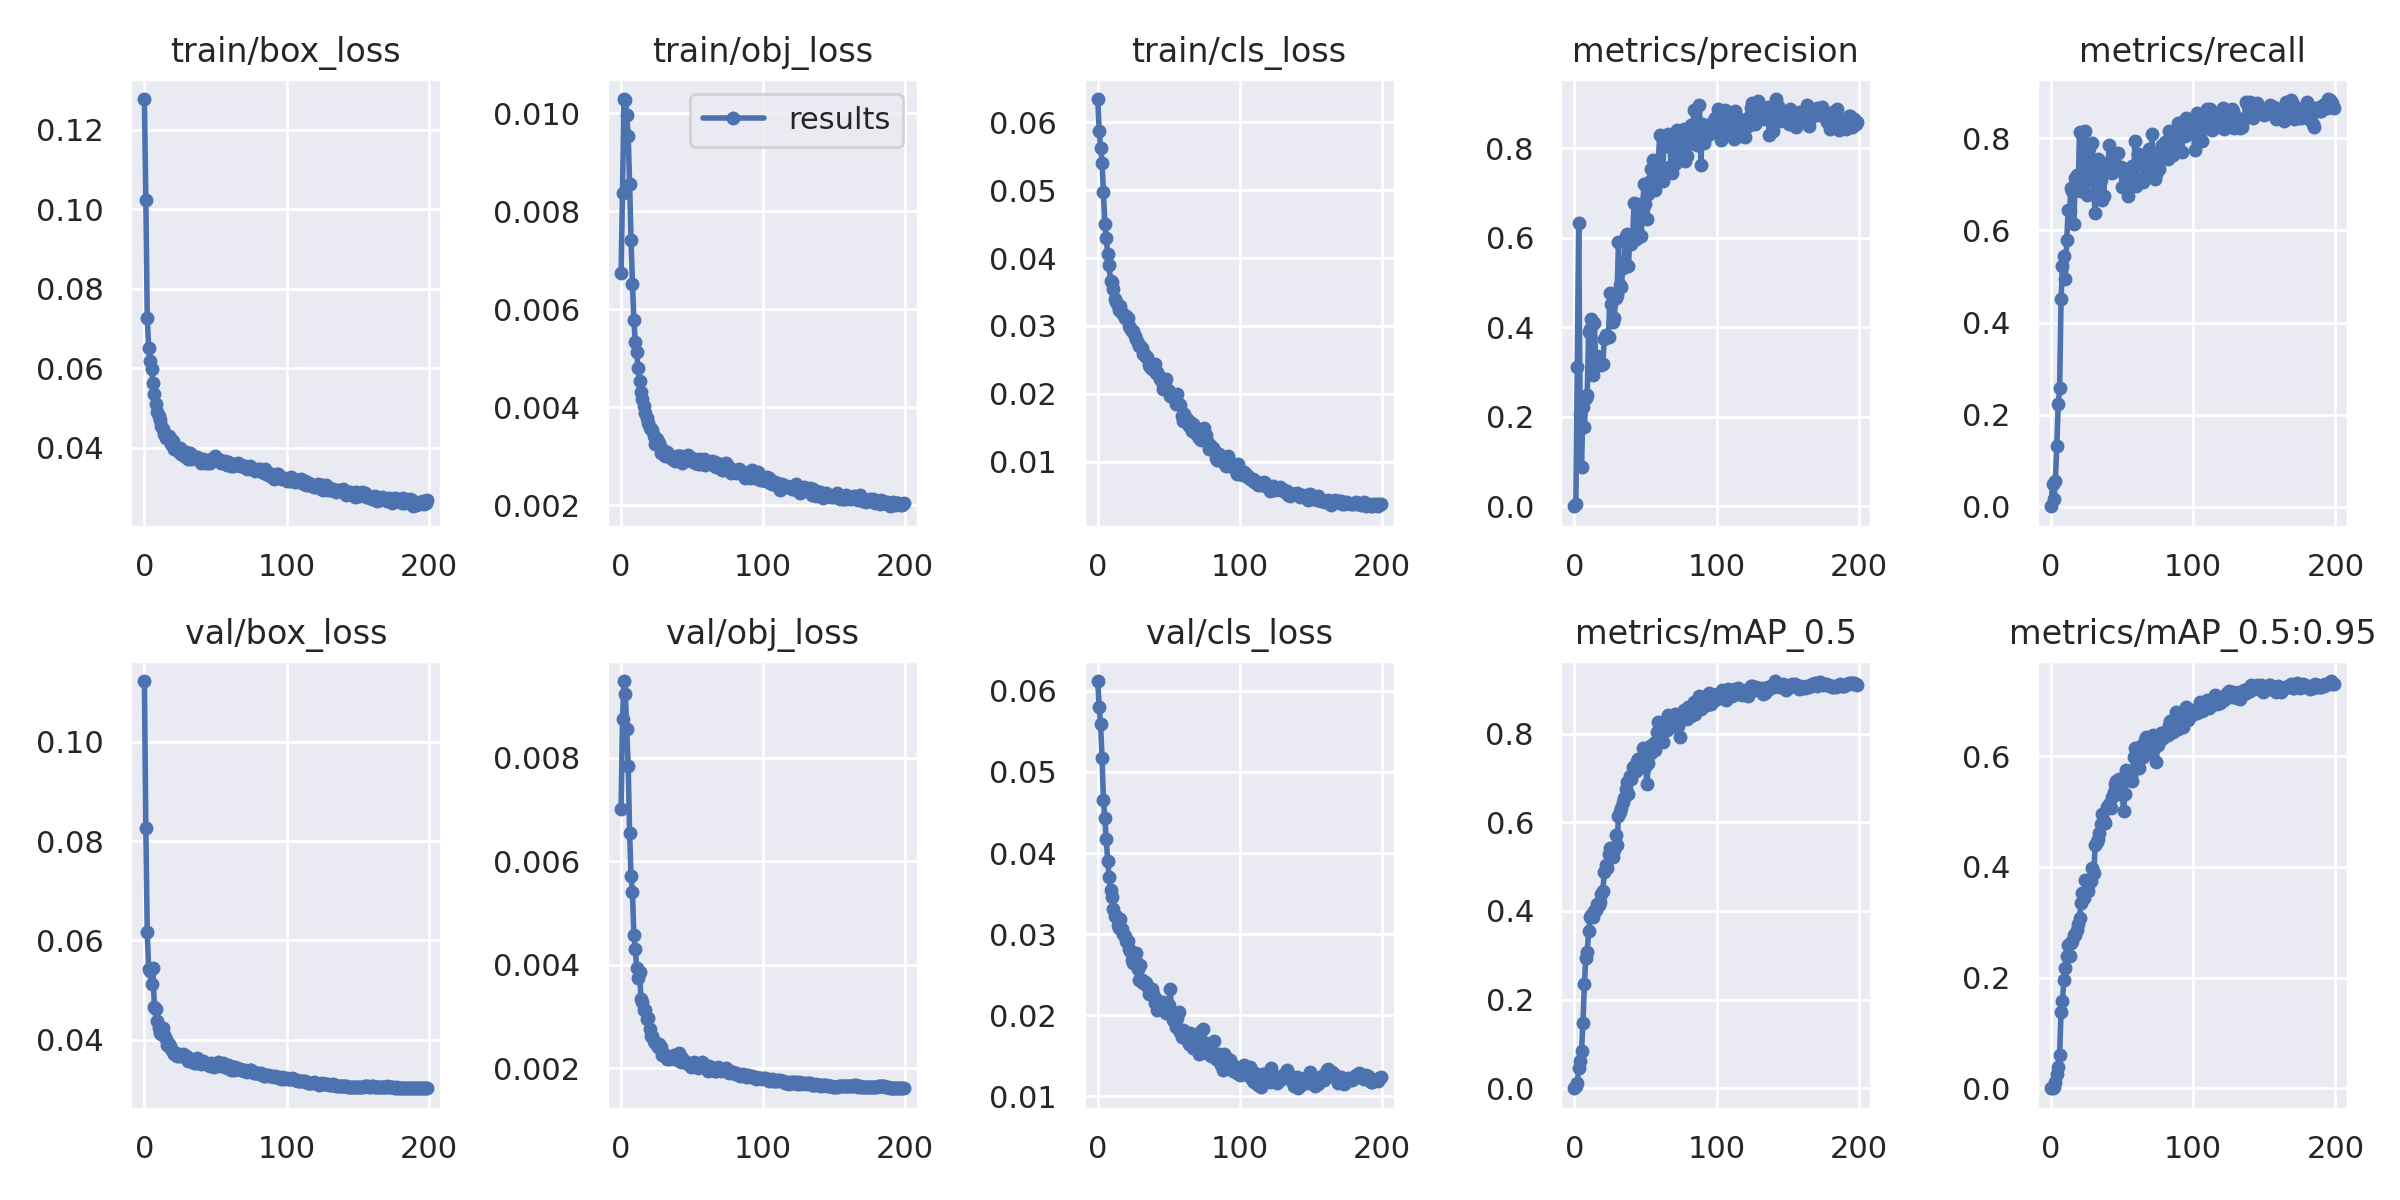 train/box_loss
0.12
0.10
0.08
0.06
0.04
0 100 200
train/obj_loss
results
0.010
0.008
0.006
0.004
0.002
0 100 200
train/cls_loss
0.06
0.05
0.04
0.03
0.02
0.01
0 100 200
metrics/precision
0.8
0.6
0.4
0.2
0.0
0 100 200
metrics/recall
0.8
0.6
0.4
0.2
0.0
0 100 200
val/box_loss
0.10
0.08
0.06
0.04
0 100 200
val/obj_loss
0.008
0.006
0.004
0.002
0 100 200
val/cls_loss
0.06
0.05
0.04
0.03
0.02
0.01
0 100 200
metrics/mAP_0.5
0.8
0.6
0.4
0.2
0.0
0 100 200
metrics/mAP_0.5:0.95
0.6
0.4
0.2
0.0
0 100 200